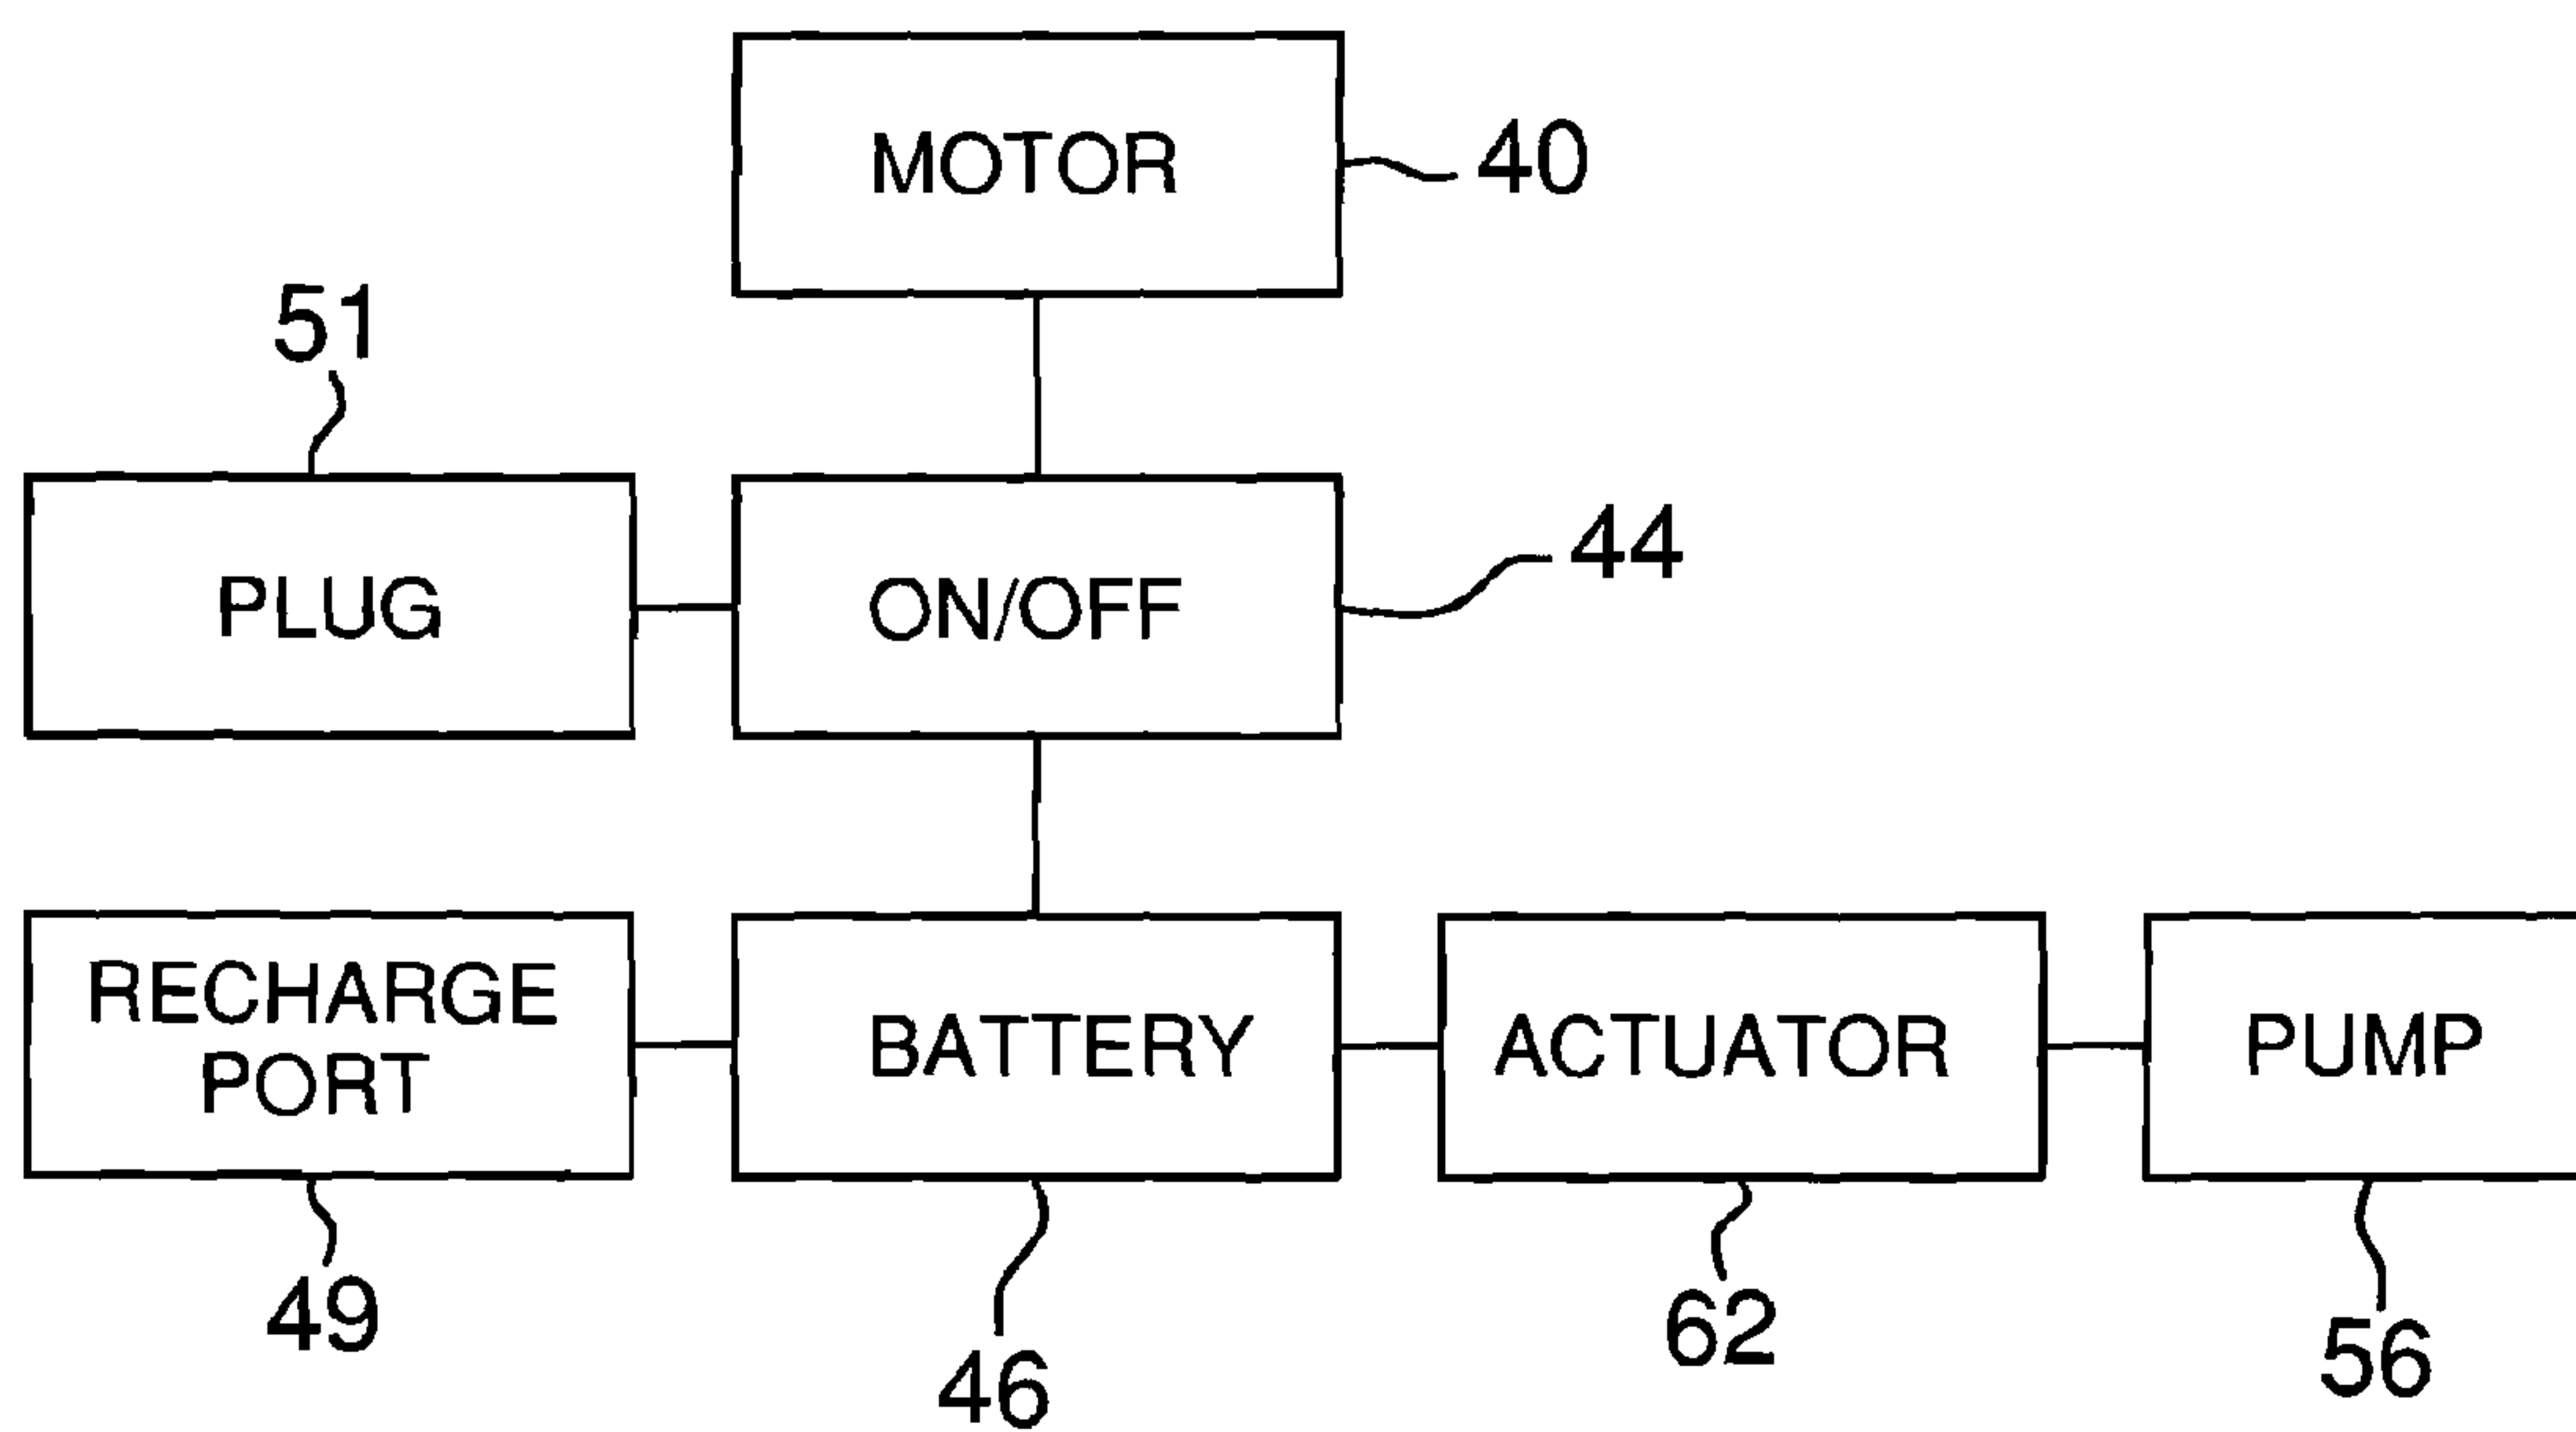 MOTOR
40
51
PLUG
ON/OFF
44
RECHARGE
PORT
BATTERY
ACTUATOR
PUMP
49
46
62
56